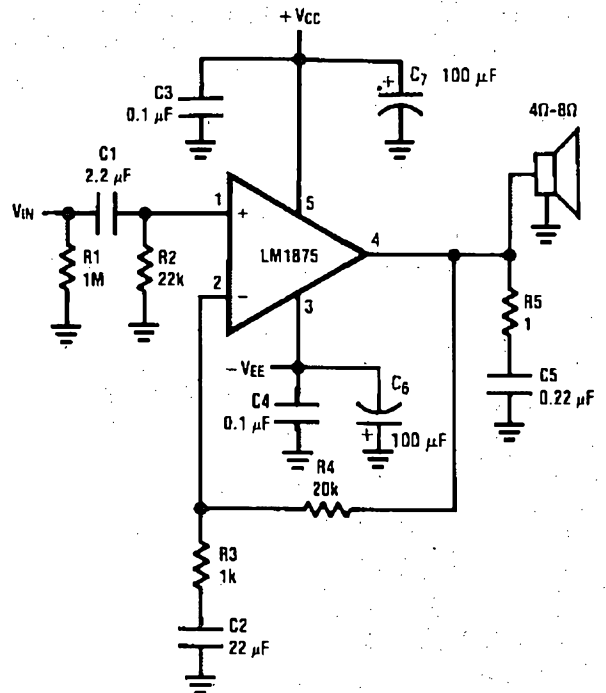 + VCC
C3
0.1 μF
+
C7 100 μF
4Ω-8Ω
C1
2.2 μF
VIN
R1
1M
R2
22k
1
+
5
LM1875
4
2
−
3
R5
1
C5
0.22 μF
− VEE
C4
0.1 μF
C6
+
100 μF
R4
20k
R3
1k
C2
22 μF